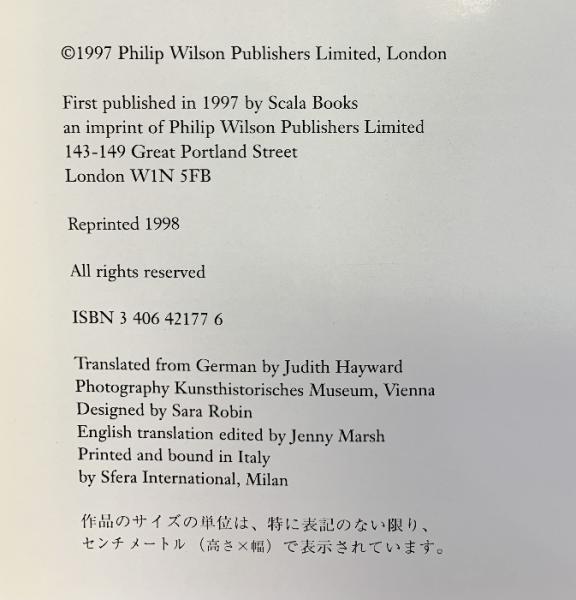 ©1997 Philip Wilson Publishers Limited, London
First published in 1997 by Scala Books
an imprint of Philip Wilson Publishers Limited
143-149 Great Portland Street
London W1N 5FB
Reprinted 1998
All rights reserved
ISBN 3 406 42177 6
Translated from German by Judith Hayward
Photography Kunsthistorisches Museum, Vienna
Designed by Sara Robin
English translation edited by Jenny Marsh
Printed and bound in Italy
by Sfera International, Milan
作品のサイズの単位は、特に表記のない限り、
センチメートル（高さ×幅）で表示されています。